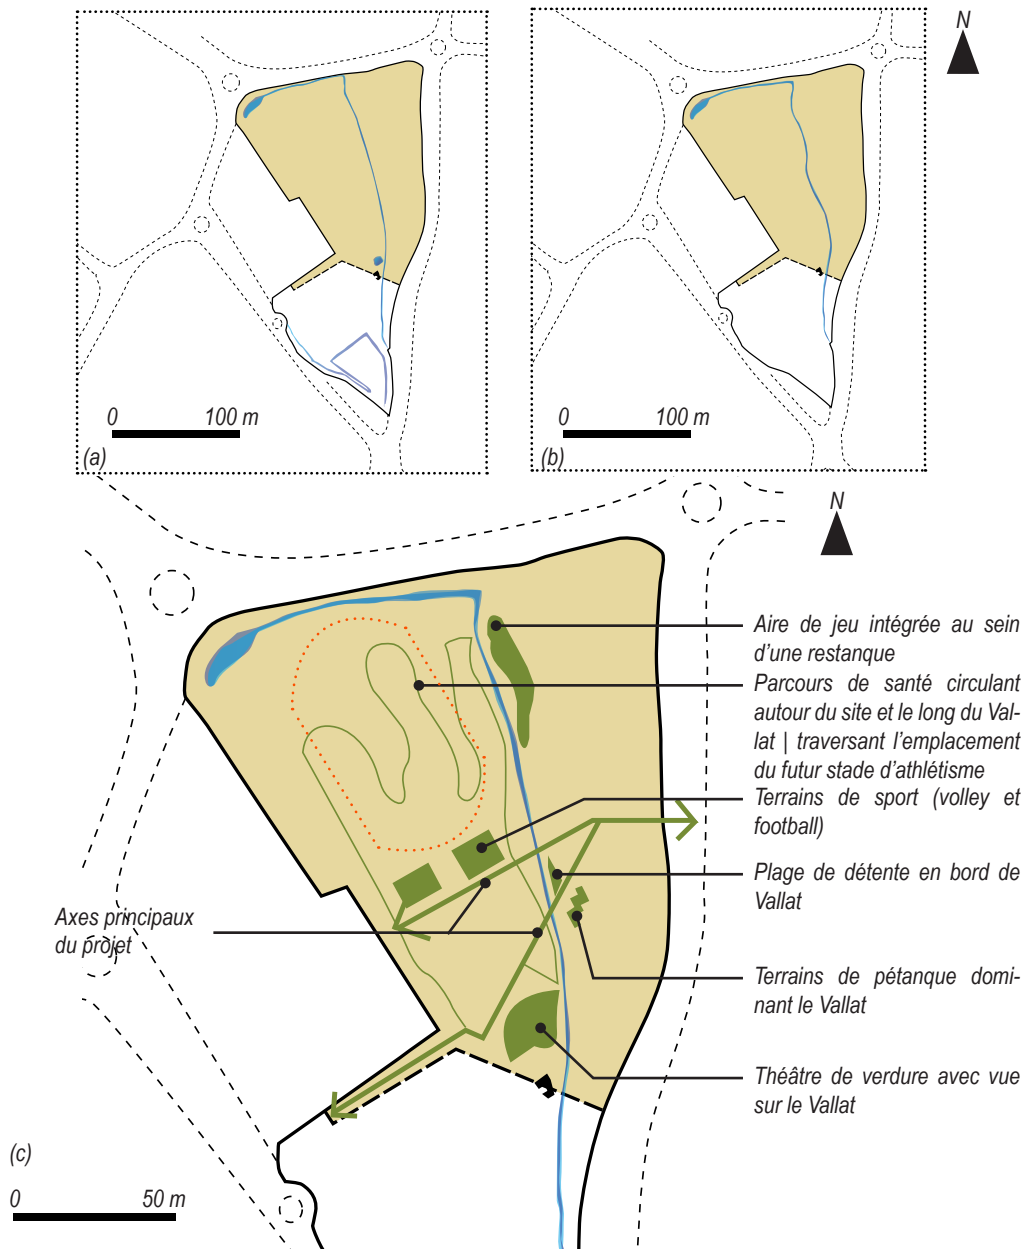 N
0 100 m
(a)
0 100 m
(b)
N
Aire de jeu intégrée au sein
d'une restanque
Parcours de santé circulant
autour du site et le long du Val-
lat | traversant l'emplacement
du futur stade d'athlétisme
Terrains de sport (volley et
football)
Plage de détente en bord de
Vallat
Axes principaux
du projet
Terrains de pétanque domi-
nant le Vallat
Théâtre de verdure avec vue
sur le Vallat
(c)
0 50 m